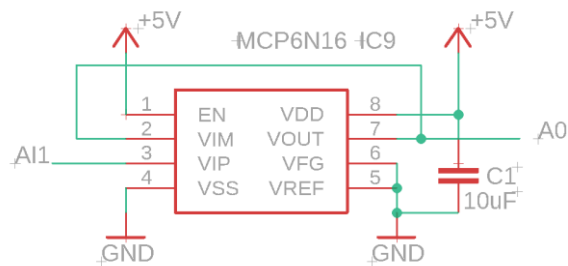 +5V +5V
MCP6N16 IC9
1 EN VDD 8
2 VIM VOUT 7 A0
AI1 3 VIP VFG 6
4 VSS VREF 5
C1
10uF
GND GND